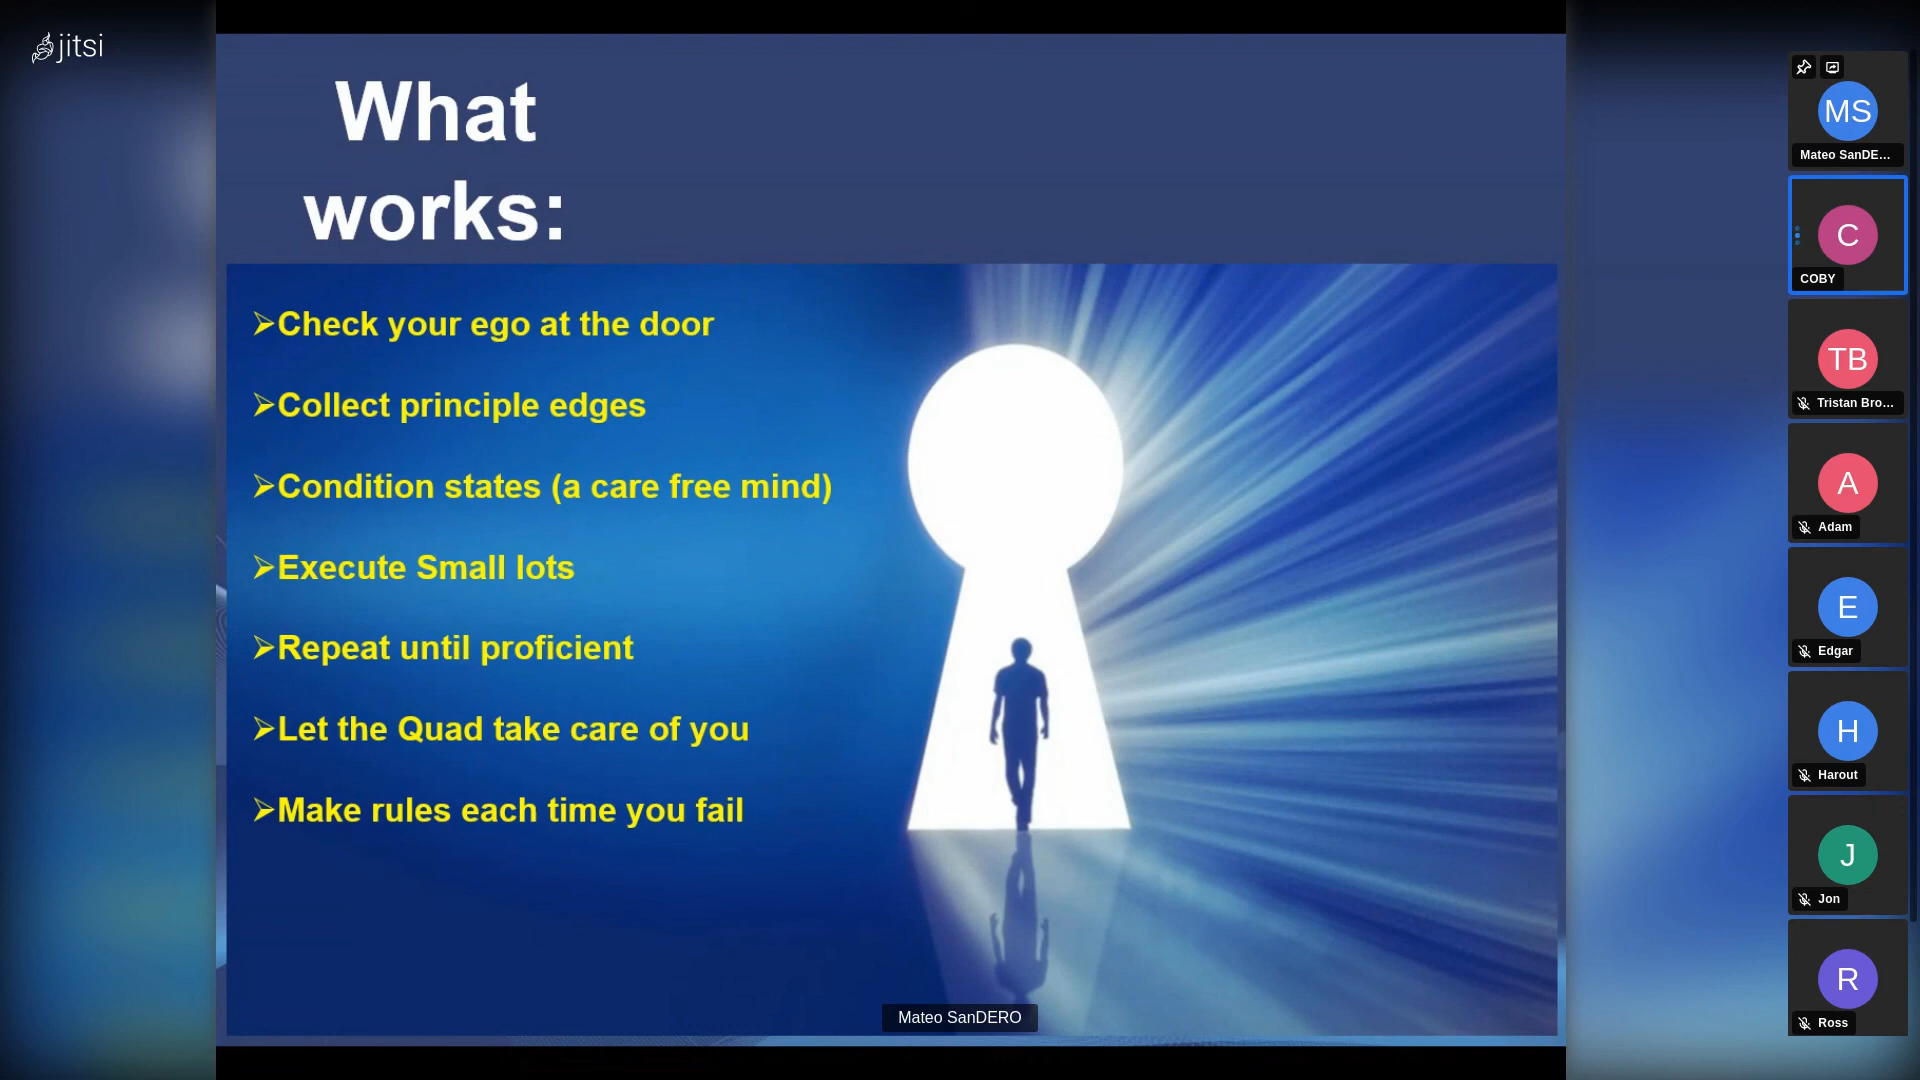 jitsi
What
works:
➢Check your ego at the door
➢Collect principle edges
➢Condition states (a care free mind)
➢Execute Small lots
➢Repeat until proficient
➢Let the Quad take care of you
➢Make rules each time you fail
Mateo SanDERO
MS
Mateo SanDE...
C
COBY
TB
Tristan Bro...
A
Adam
E
Edgar
H
Harout
J
Jon
R
Ross